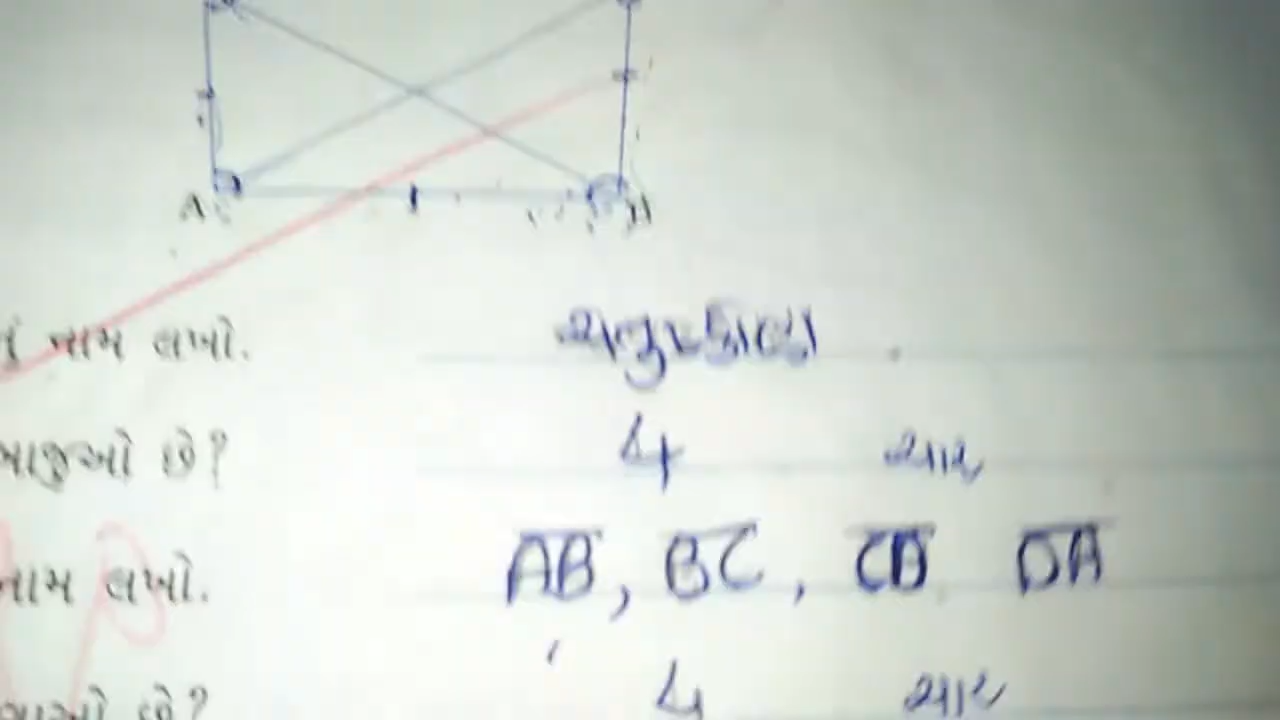 A B
નામ લખો. ચતુષ્કોણ
બાજુઓ છે? 4 ચાર
નામ લખો. AB, BC, CD DA
4 ચાર